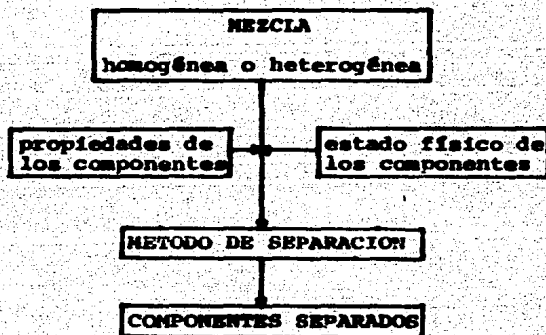 MEZCLA
homogénea o heterogénea
propiedades de
los componentes
estado físico de
los componentes
METODO DE SEPARACION
COMPONENTES SEPARADOS